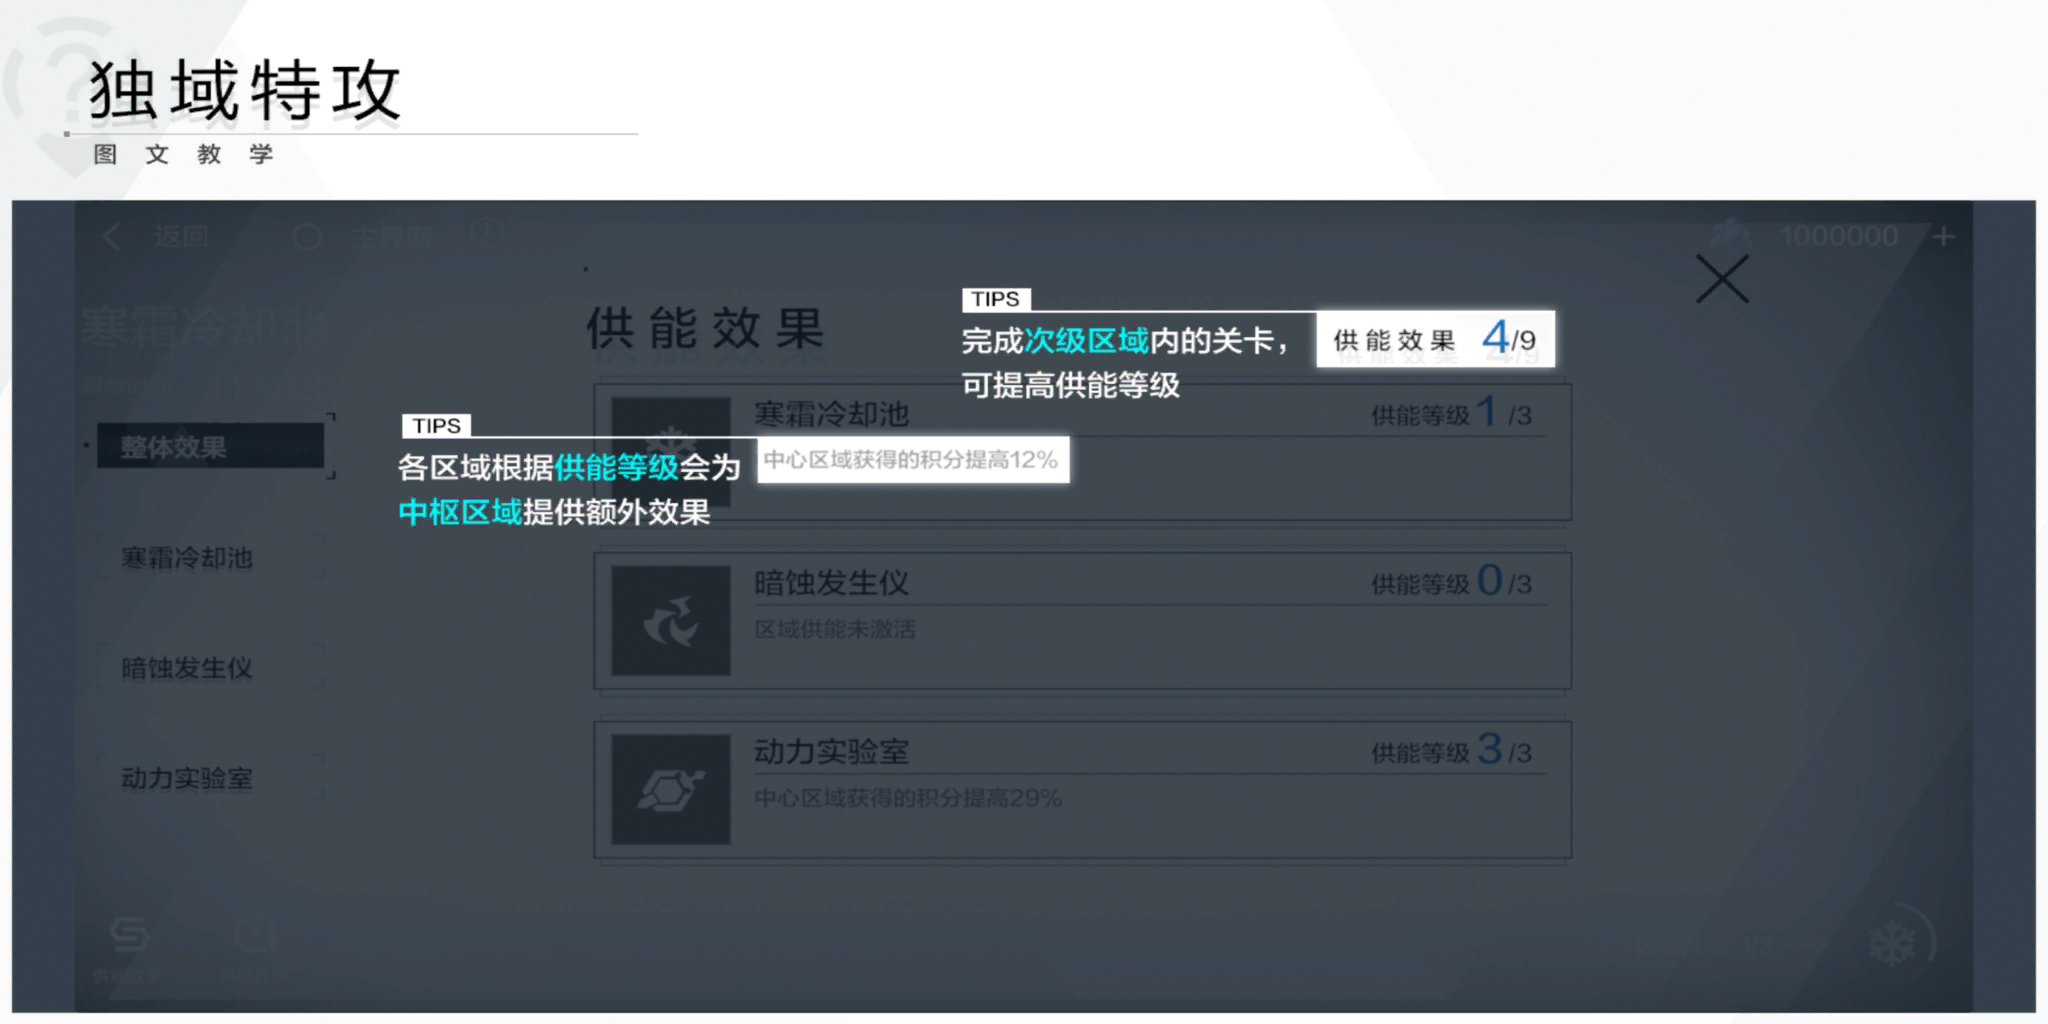 独域特攻
图文教学
返回
主界面
1000000
寒霜冷却池
供能效果
TIPS
完成次级区域内的关卡，
可提高供能等级
供能效果 4/9
寒霜冷却池
供能等级 1/3
TIPS
各区域根据供能等级会为
中枢区域提供额外效果
中心区域获得的积分提高12%
整体效果
寒霜冷却池
暗蚀发生仪
动力实验室
暗蚀发生仪
供能等级 0/3
区域供能未激活
动力实验室
供能等级 3/3
中心区域获得的积分提高29%
供能效果